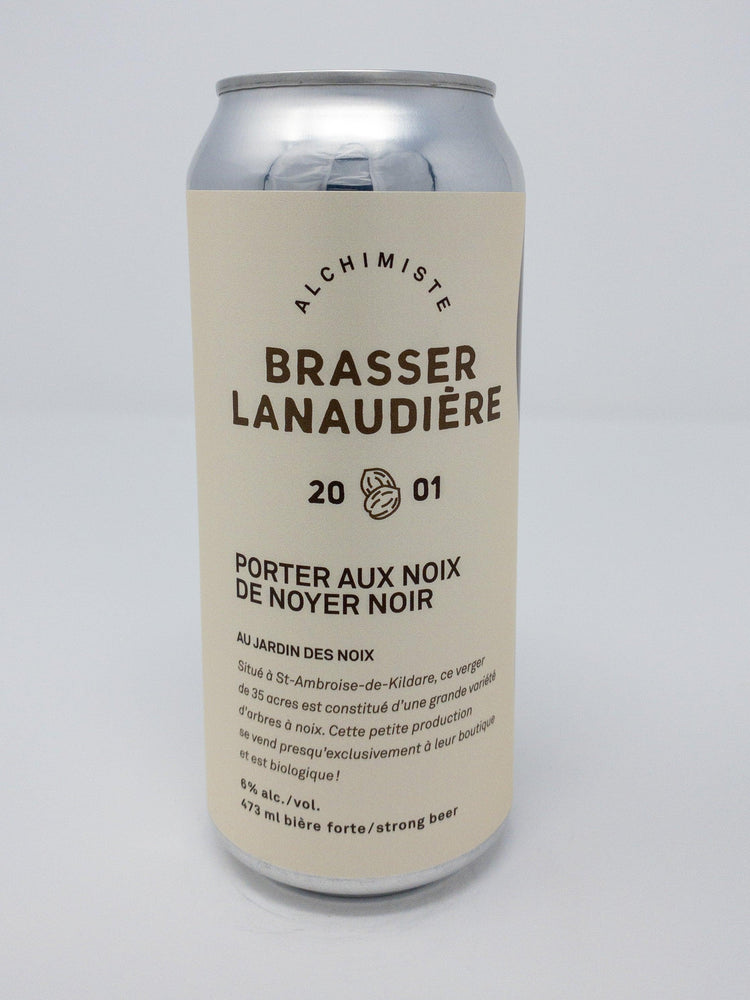 ALCHIMISTE
BRASSER
LANAUDIÈRE
20 01
PORTER AUX NOIX
DE NOYER NOIR
AU JARDIN DES NOIX
Situé à St-Ambroise-de-Kildare, ce verger
de 35 acres est constitué d'une grande variété
d'arbres à noix. Cette petite production
se vend presqu'exclusivement à leur boutique
et est biologique !
6% alc./vol.
473 ml bière forte/strong beer